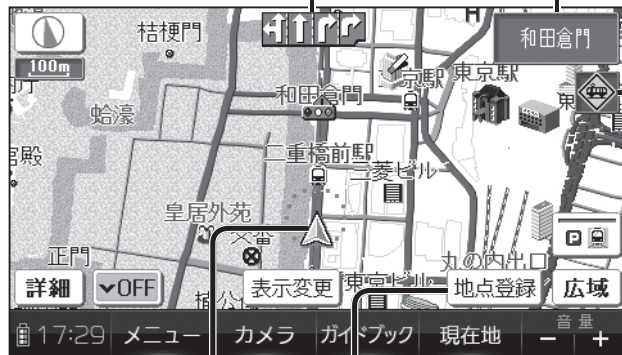 桔梗門
和田倉門
100m
京駅
東京駅
和田倉門
蛤濠
宮殿
二重橋前駅
三菱ビル
皇居外苑
交番
正門
P
丸の内出口
詳細
OFF
表示変更
東京ビル
地点登録
広域
17:29
メニュー
カメラ
ガイドブック
現在地
音量
− +